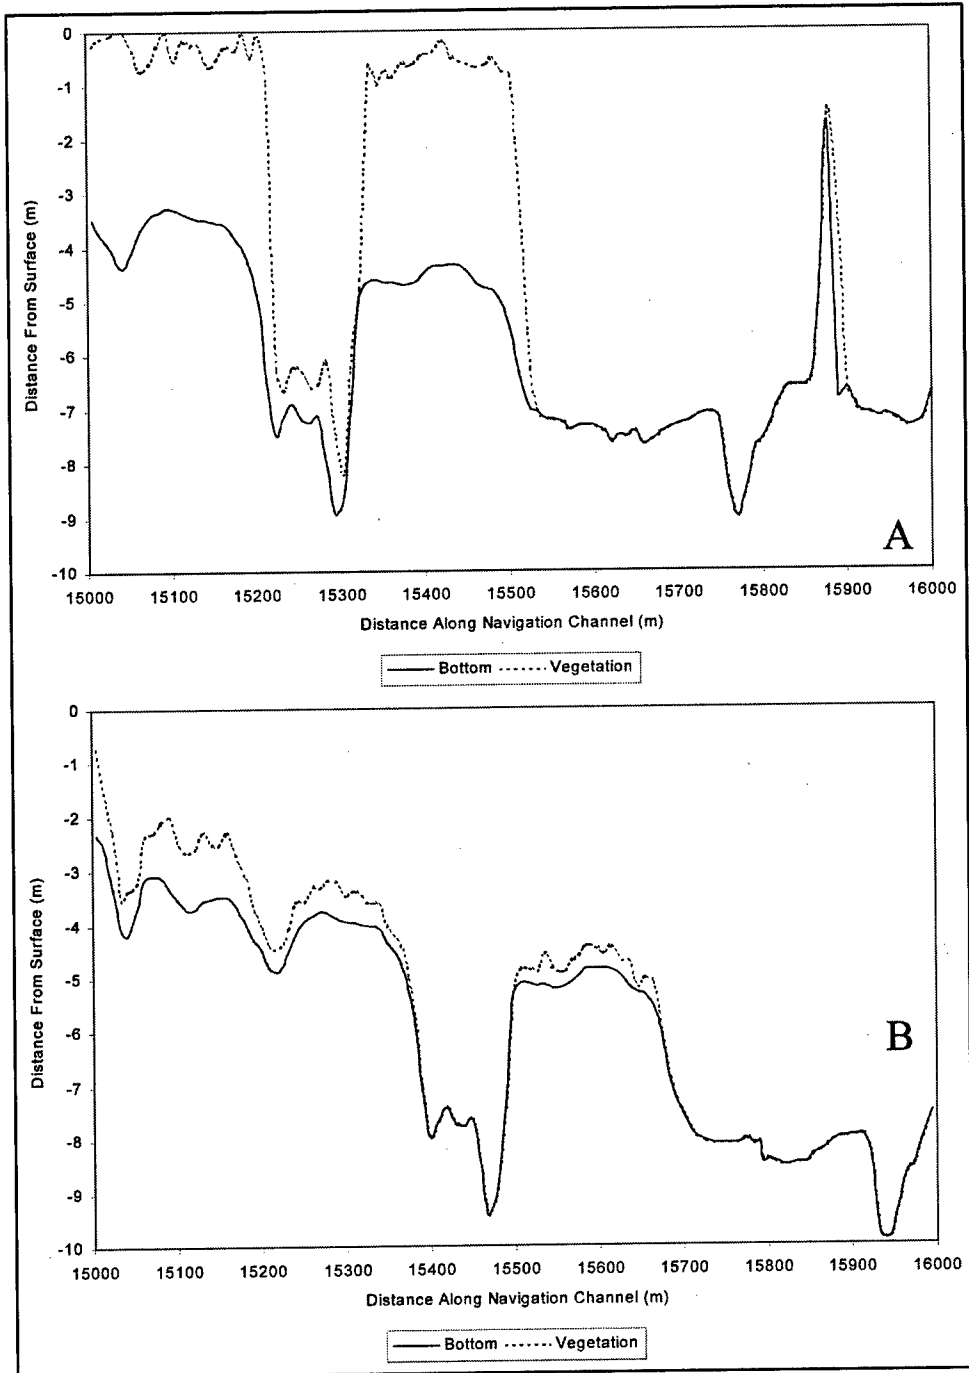 0
-1
-2
-3
-4
-5
-6
-7
-8
-9
-10
Distance From Surface (m)
A
15000 15100 15200 15300 15400 15500 15600 15700 15800 15900 16000
Distance Along Navigation Channel (m)
Bottom Vegetation
0
-1
-2
-3
-4
-5
-6
-7
-8
-9
-10
Distance From Surface (m)
B
15000 15100 15200 15300 15400 15500 15600 15700 15800 15900 16000
Distance Along Navigation Channel (m)
Bottom Vegetation